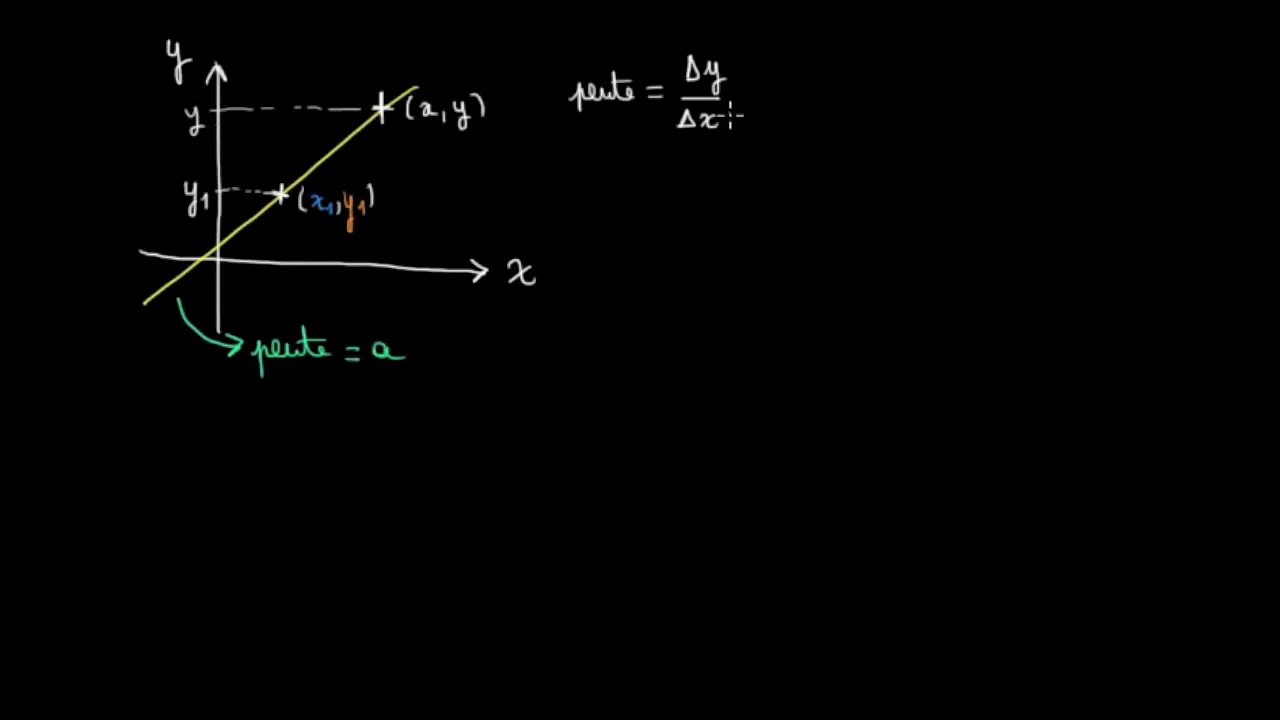 y
y
(x, y)
y₁
(x₁, y₁)
x
pente = a
pente = Δy/Δx